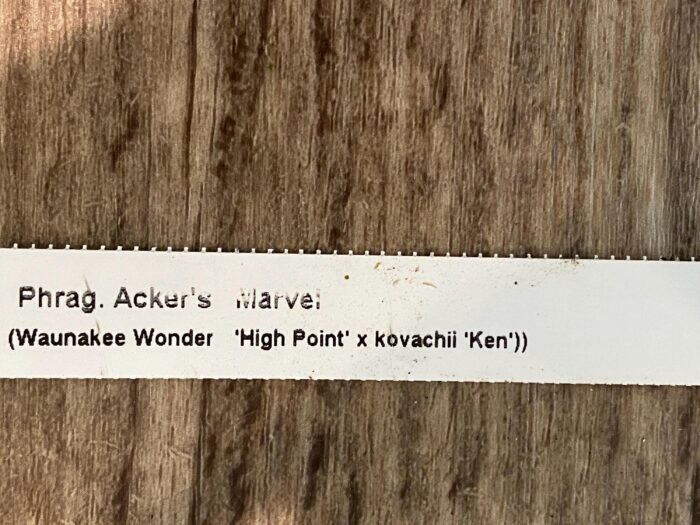 Phrag. Acker's Marvel
(Waunakee Wonder 'High Point' x kovachii 'Ken'))